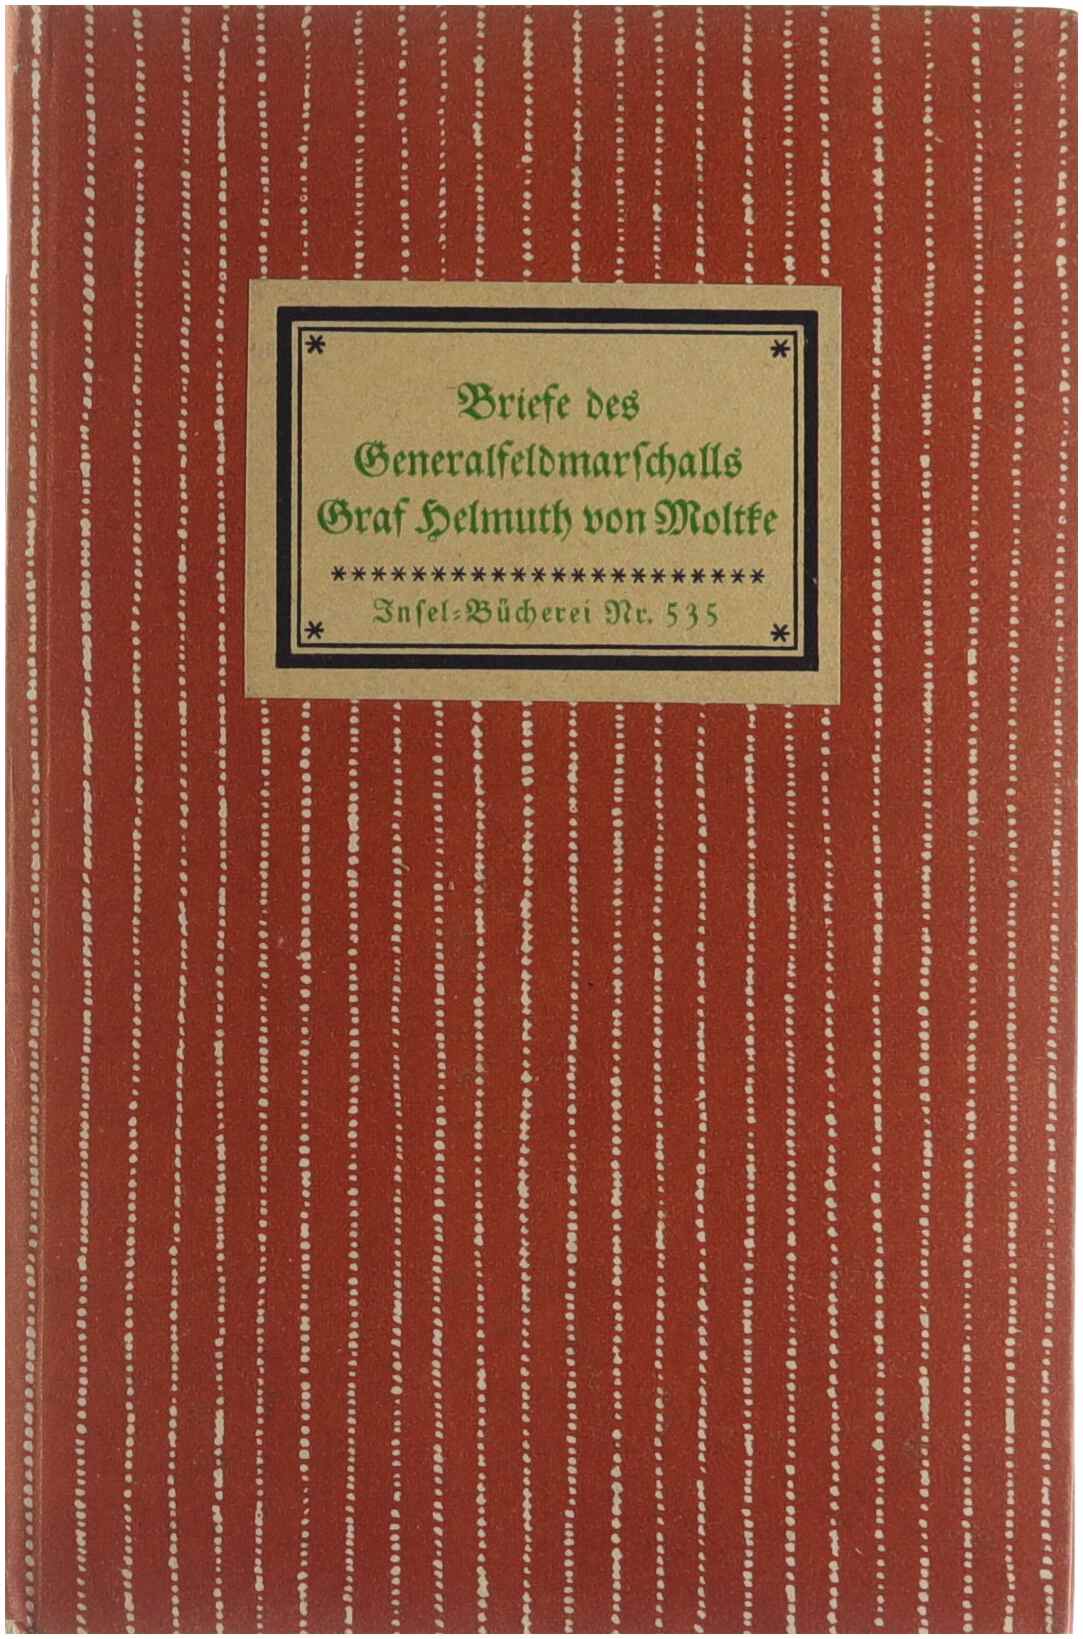 Briefe des
Generalfeldmarſchalls
Graf Helmuth von Moltke
**********************
Inſel-Bücherei Nr. 535